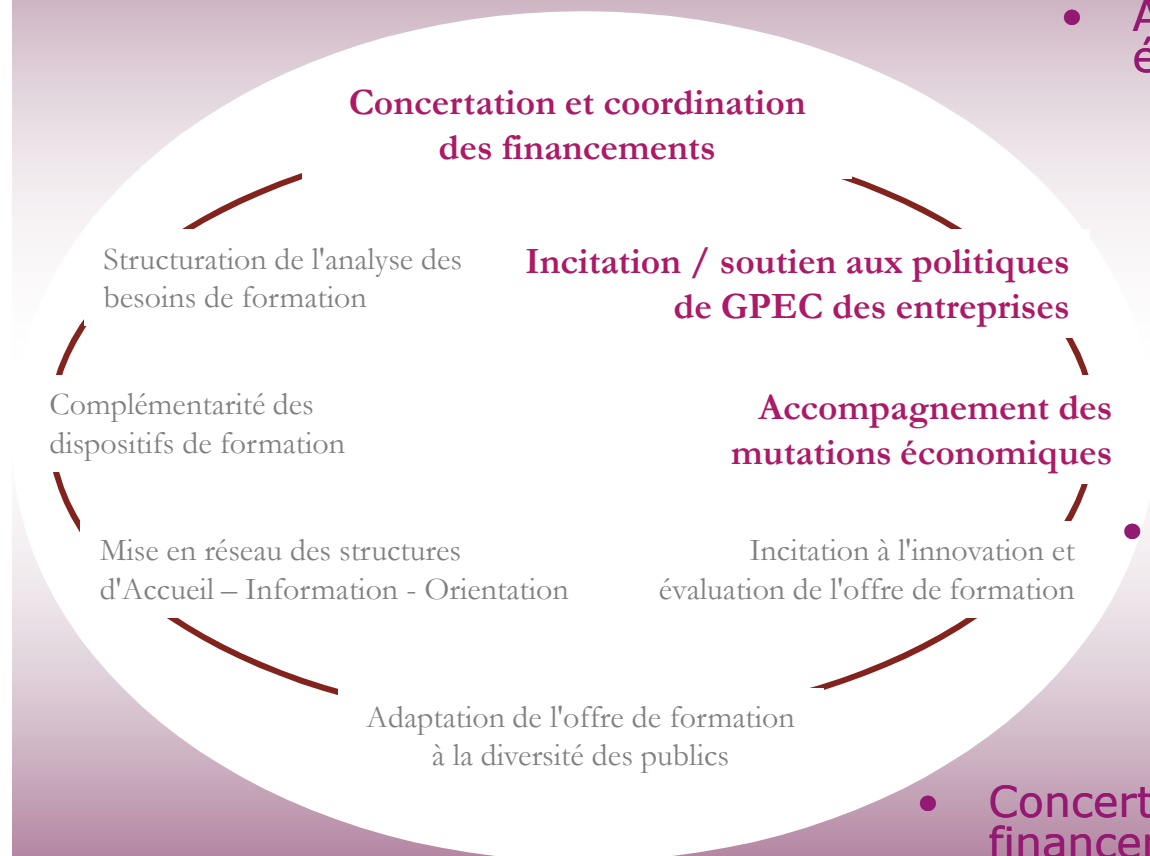 Concertation et coordination
des financements
Structuration de l'analyse des
besoins de formation
Incitation / soutien aux politiques
de GPEC des entreprises
Complémentarité des
dispositifs de formation
Accompagnement des
mutations économiques
Mise en réseau des structures
d'Accueil – Information - Orientation
Incitation à l'innovation et
évaluation de l'offre de formation
Adaptation de l'offre de formation
à la diversité des publics